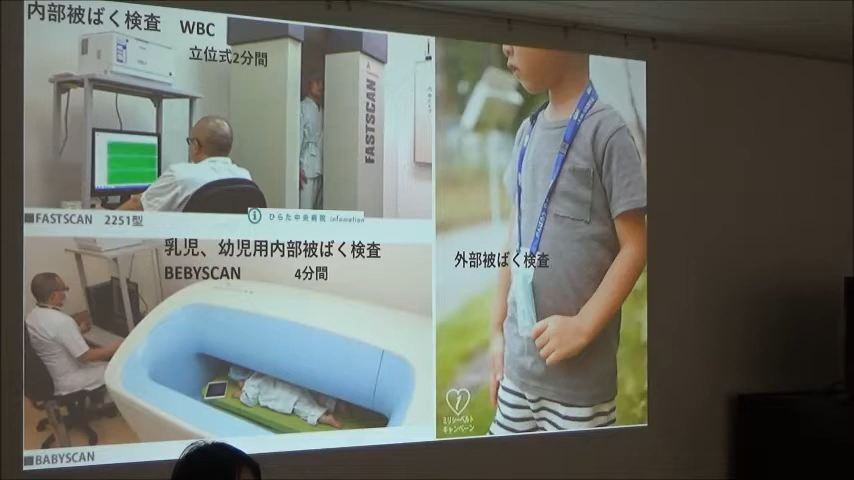 内部被ばく検査 WBC
立位式2分間
FASTSCAN
■FASTSCAN 2251型
ひらた中央病院 infomation
乳児、幼児用内部被ばく検査
BEBYSCAN 4分間
■BABYSCAN
外部被ばく検査
ミリシーベルト
キャンペーン